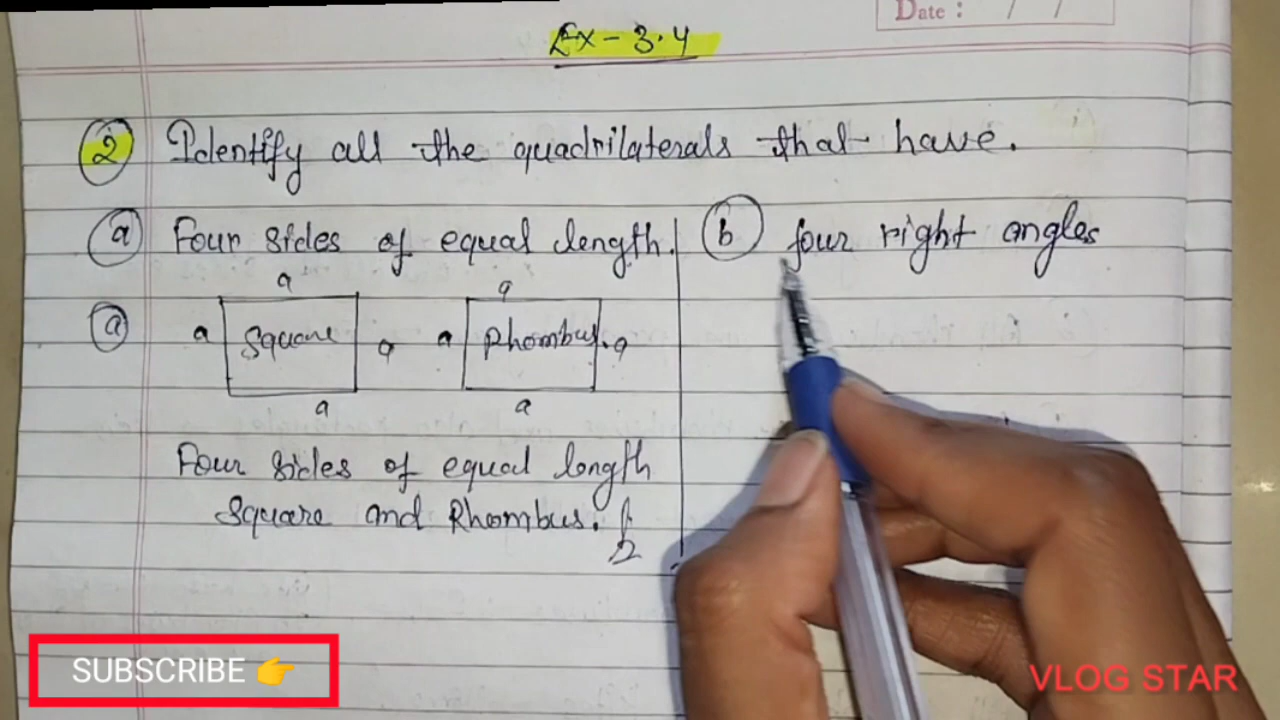 Date : / /
Ex - 3.4
2 Identify all the quadrilaterals that have.
a Four sides of equal length.
b four right angles
a
a
a Square a
a
a
a Rhombus. a
a
Four sides of equal length
Square and Rhombus.
SUBSCRIBE 👉
VLOG STAR